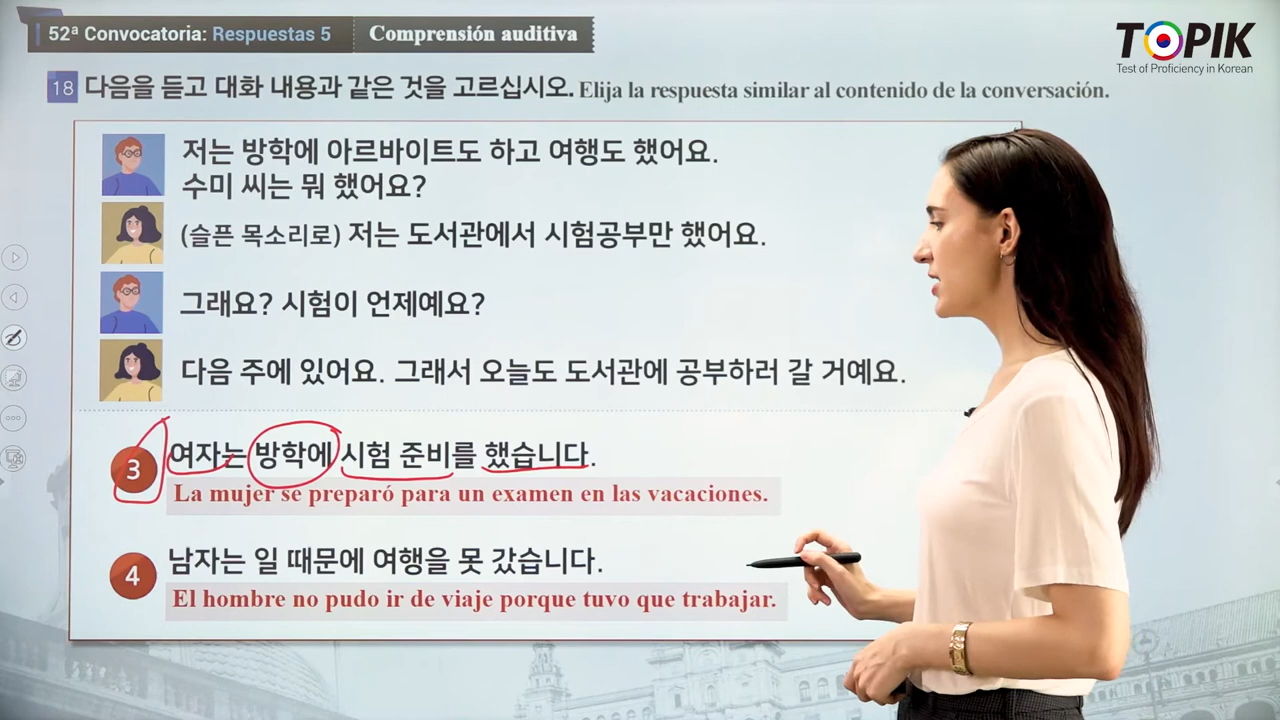 52ª Convocatoria: Respuestas 5 Comprensión auditiva
TOPIK
Test of Proficiency in Korean
18 다음을 듣고 대화 내용과 같은 것을 고르십시오. Elija la respuesta similar al contenido de la conversación.
저는 방학에 아르바이트도 하고 여행도 했어요.
수미 씨는 뭐 했어요?
(슬픈 목소리로) 저는 도서관에서 시험공부만 했어요.
그래요? 시험이 언제예요?
다음 주에 있어요. 그래서 오늘도 도서관에 공부하러 갈 거예요.
3 여자는 방학에 시험 준비를 했습니다.
La mujer se preparó para un examen en las vacaciones.
4 남자는 일 때문에 여행을 못 갔습니다.
El hombre no pudo ir de viaje porque tuvo que trabajar.